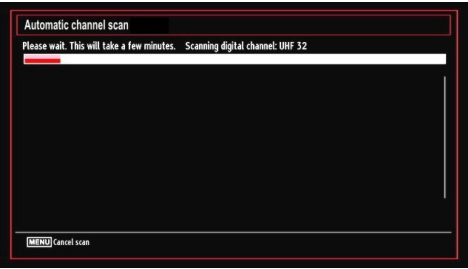 Automatic channel scan
Please wait. This will take a few minutes. Scanning digital channel: UHF 32
MENU Cancel scan